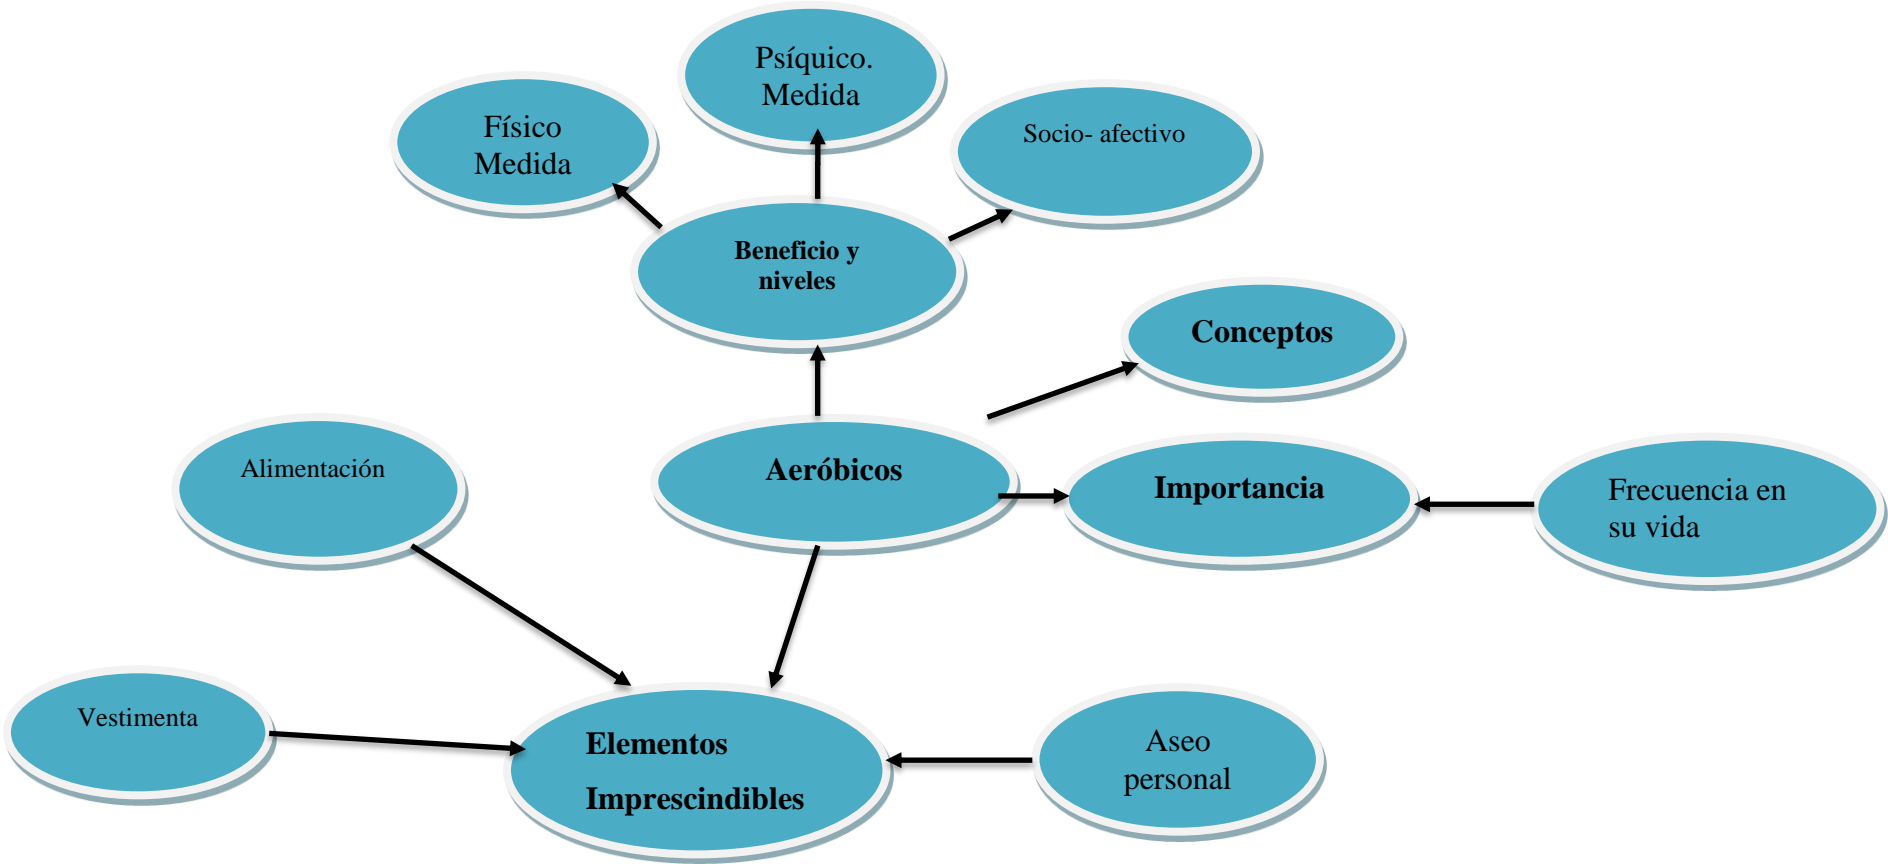 Psíquico.
Medida
Físico
Medida
Socio- afectivo
Beneficio y
niveles
Conceptos
Aeróbicos
Alimentación
Importancia
Frecuencia en
su vida
Vestimenta
Elementos
Imprescindibles
Aseo
personal